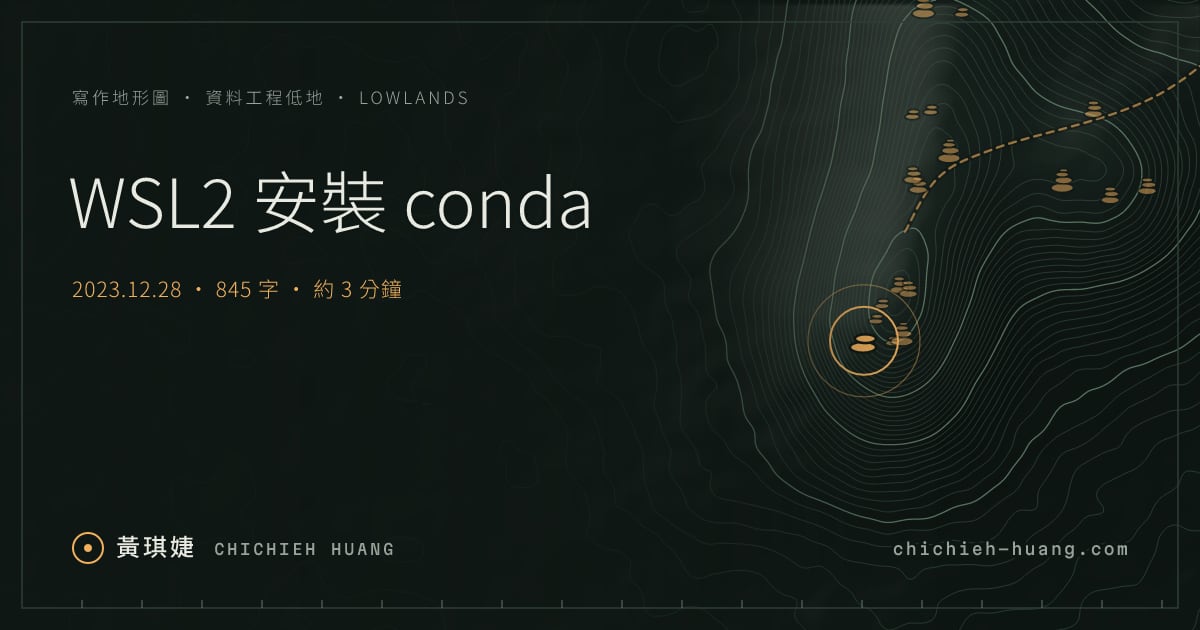 寫作地形圖 · 資料工程低地 · LOWLANDS
WSL2 安裝 conda
2023.12.28 · 845 字 · 約 3 分鐘
黃琪婕 CHICHIEH HUANG
chichieh-huang.com